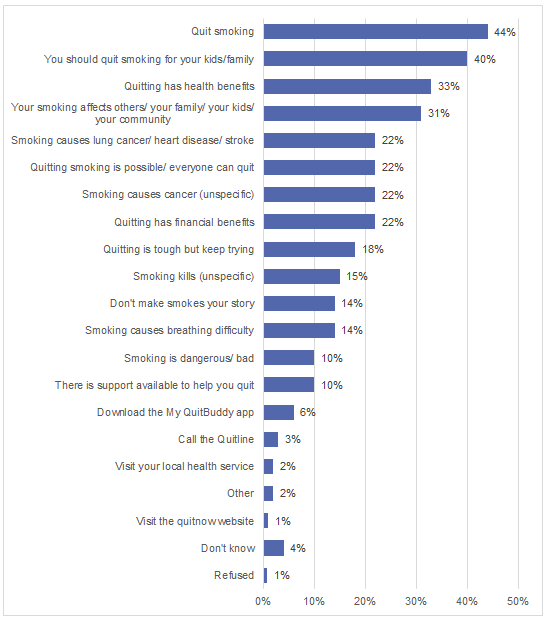 Quit smoking 44%
You should quit smoking for your kids/family 40%
Quitting has health benefits 33%
Your smoking affects others/ your family/ your kids/
your community 31%
Smoking causes lung cancer/ heart disease/ stroke 22%
Quitting smoking is possible/ everyone can quit 22%
Smoking causes cancer (unspecific) 22%
Quitting has financial benefits 22%
Quitting is tough but keep trying 18%
Smoking kills (unspecific) 15%
Don't make smokes your story 14%
Smoking causes breathing difficulty 14%
Smoking is dangerous/ bad 10%
There is support available to help you quit 10%
Download the My QuitBuddy app 6%
Call the Quitline 3%
Visit your local health service 2%
Other 2%
Visit the quitnow website 1%
Don't know 4%
Refused 1%
0% 10% 20% 30% 40% 50%